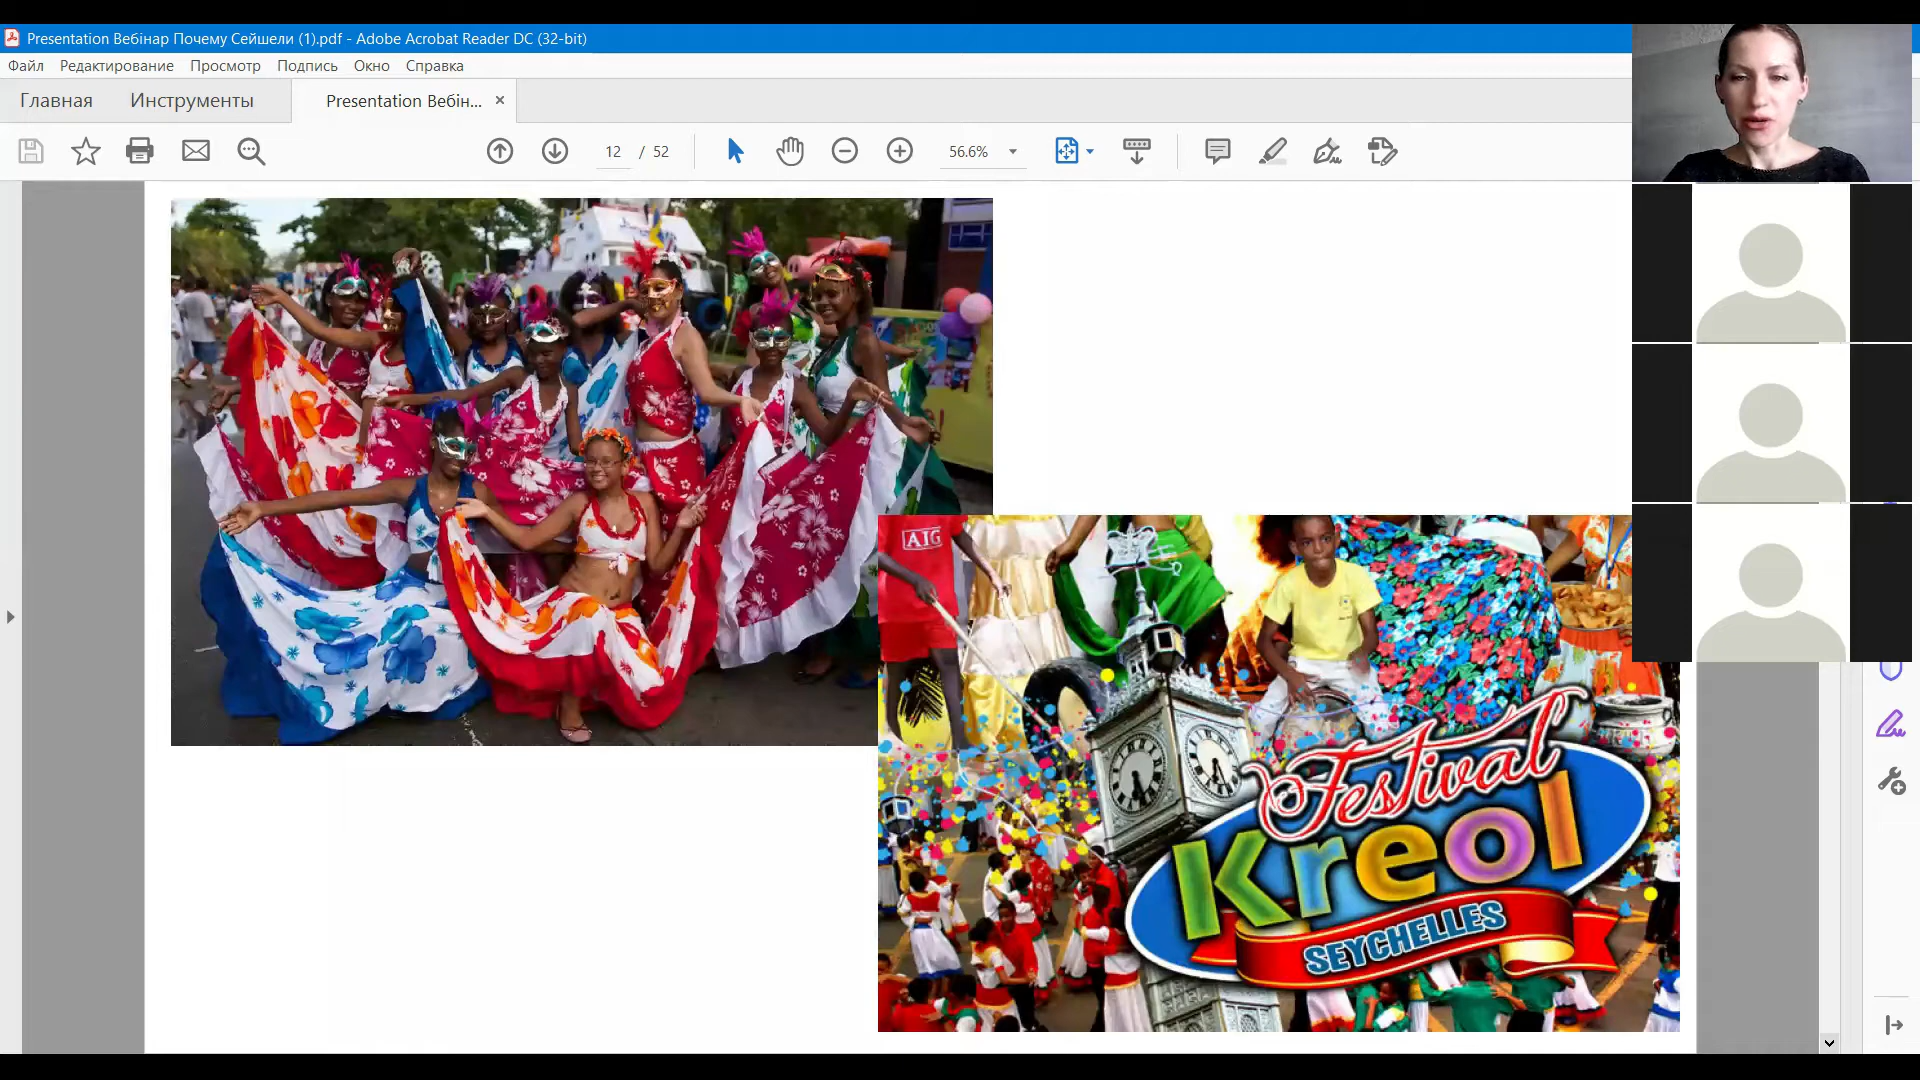 Presentation Вебінар Почему Сейшели (1).pdf - Adobe Acrobat Reader DC (32-bit)
Файл Редактирование Просмотр Подпись Окно Справка
Главная Инструменты Presentation Вебін... ×
12 / 52 56.6%
AIG
Festival
Kreol
SEYCHELLES